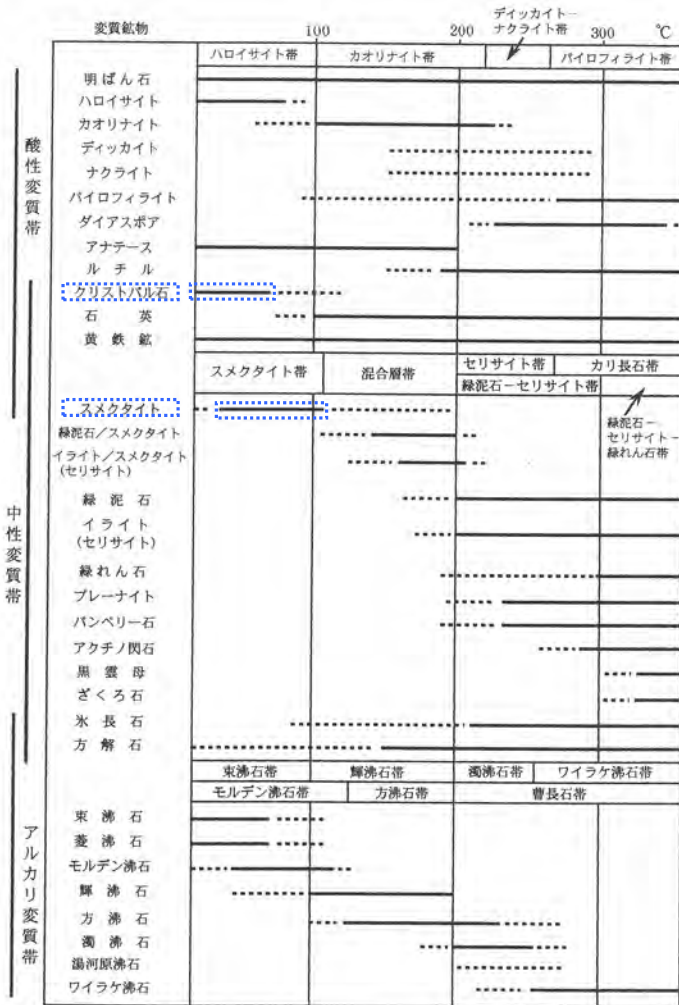 変質鉱物
100
200
300
℃
ディッカイトー
ナクライト帯
ハロイサイト帯
カオリナイト帯
パイロフィライト帯
酸性変質帯
明ばん石
ハロイサイト
カオリナイト
ディッカイト
ナクライト
パイロフィライト
ダイアスポア
アナテース
ルチル
クリストバル石
石英
黄鉄鉱
スメクタイト帯
混合層帯
セリサイト帯
カリ長石帯
緑泥石ーセリサイト帯
緑泥石ー
セリサイトー
緑れん石帯
中性変質帯
スメクタイト
緑泥石/スメクタイト
イライト/スメクタイト
(セリサイト)
緑泥石
イライト
(セリサイト)
緑れん石
プレーナイト
パンペリー石
アクチノ閃石
黒雲母
ざくろ石
氷長石
方解石
束沸石帯
輝沸石帯
濁沸石帯
ワイラケ沸石帯
モルデン沸石帯
方沸石帯
曹長石帯
アルカリ変質帯
束沸石
菱沸石
モルデン沸石
輝沸石
方沸石
濁沸石
湯河原沸石
ワイラケ沸石